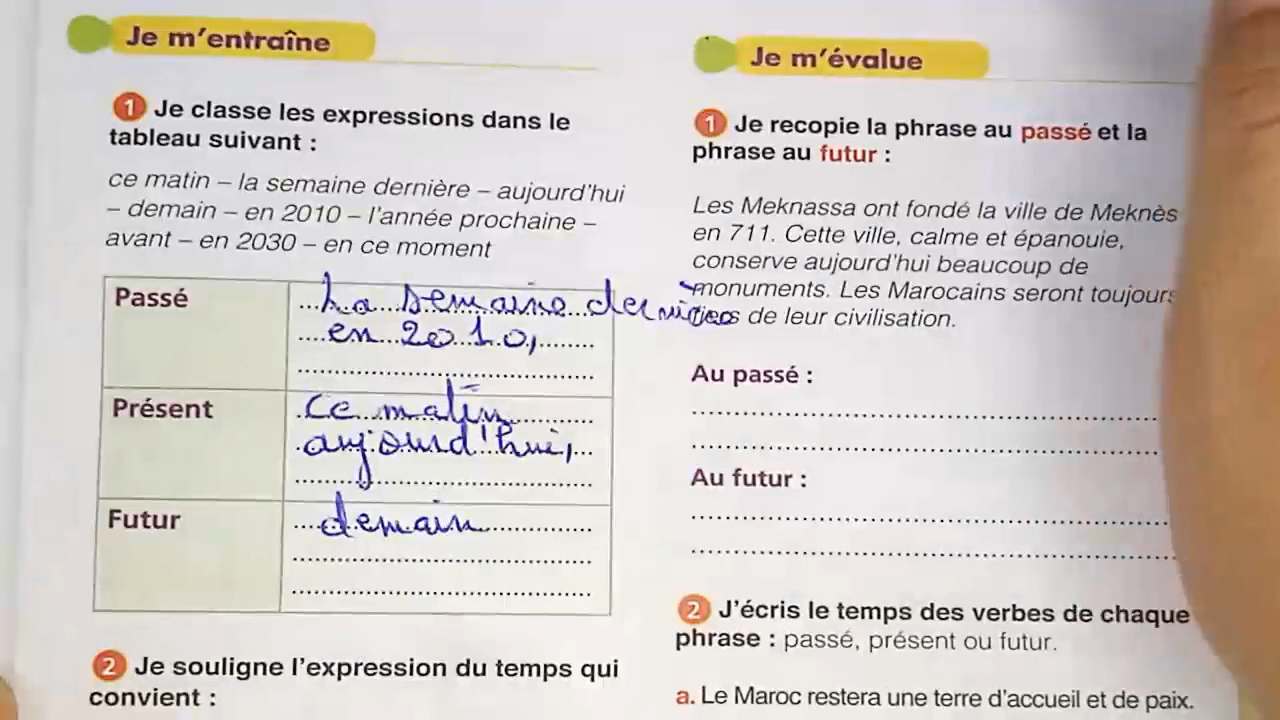 Je m'entraîne
1 Je classe les expressions dans le
tableau suivant :
ce matin – la semaine dernière – aujourd'hui
– demain – en 2010 – l'année prochaine –
avant – en 2030 – en ce moment
Passé
La semaine dernière
en 2010,
Présent
ce matin
aujourd'hui,
Futur
demain
2 Je souligne l'expression du temps qui
convient :
Je m'évalue
1 Je recopie la phrase au passé et la
phrase au futur :
Les Meknassa ont fondé la ville de Meknès
en 711. Cette ville, calme et épanouie,
conserve aujourd'hui beaucoup de
monuments. Les Marocains seront toujours
de leur civilisation.
Au passé :
Au futur :
2 J'écris le temps des verbes de chaque
phrase : passé, présent ou futur.
a. Le Maroc restera une terre d'accueil et de paix.